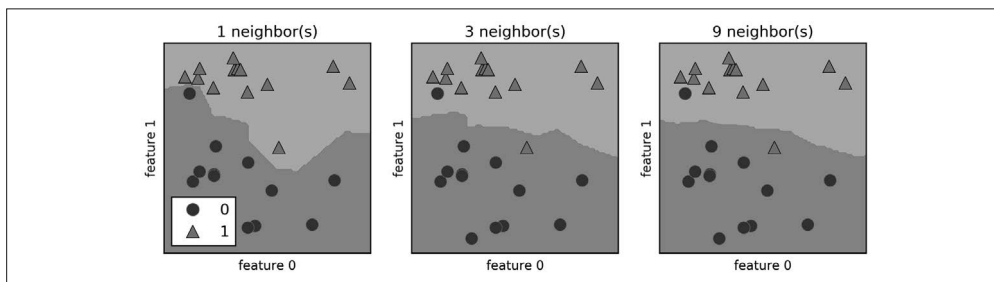 1 neighbor(s)
3 neighbor(s)
9 neighbor(s)
feature 1
0
1
feature 0
feature 1
feature 0
feature 1
feature 0